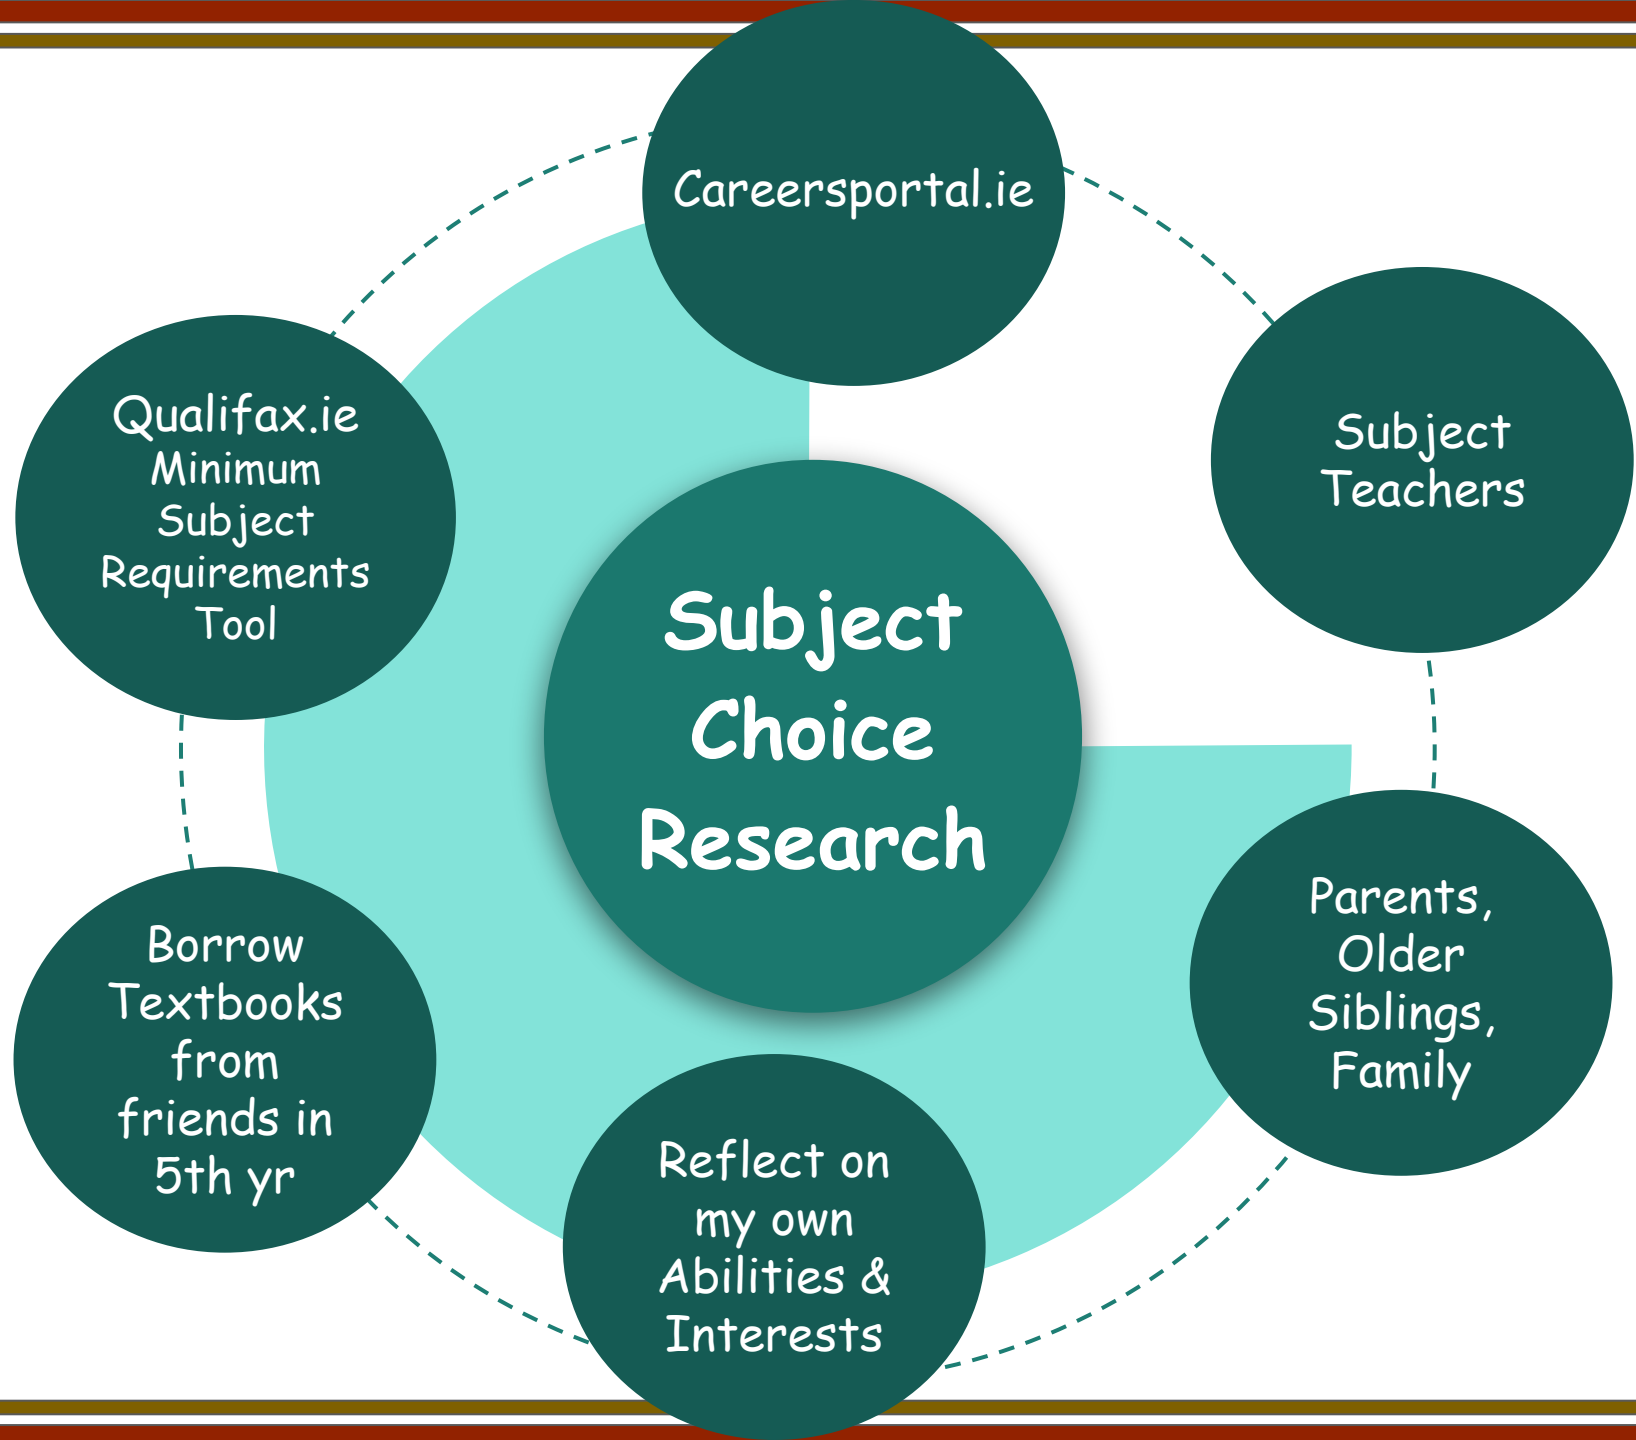 Careersportal.ie
Subject
Teachers
Qualifax.ie
Minimum
Subject
Requirements
Tool
Subject
Choice
Research
Parents,
Older
Siblings,
Family
Borrow
Textbooks
from
friends in
5th yr
Reflect on
my own
Abilities &
Interests